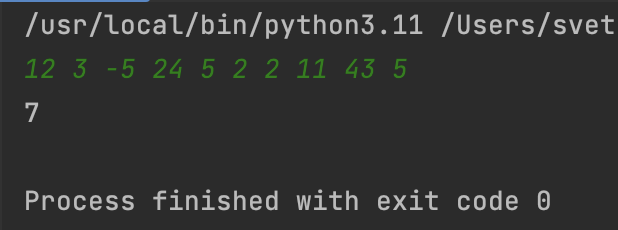 /usr/local/bin/python3.11 /Users/svet
12 3 -5 24 5 2 2 11 43 5
7
Process finished with exit code 0